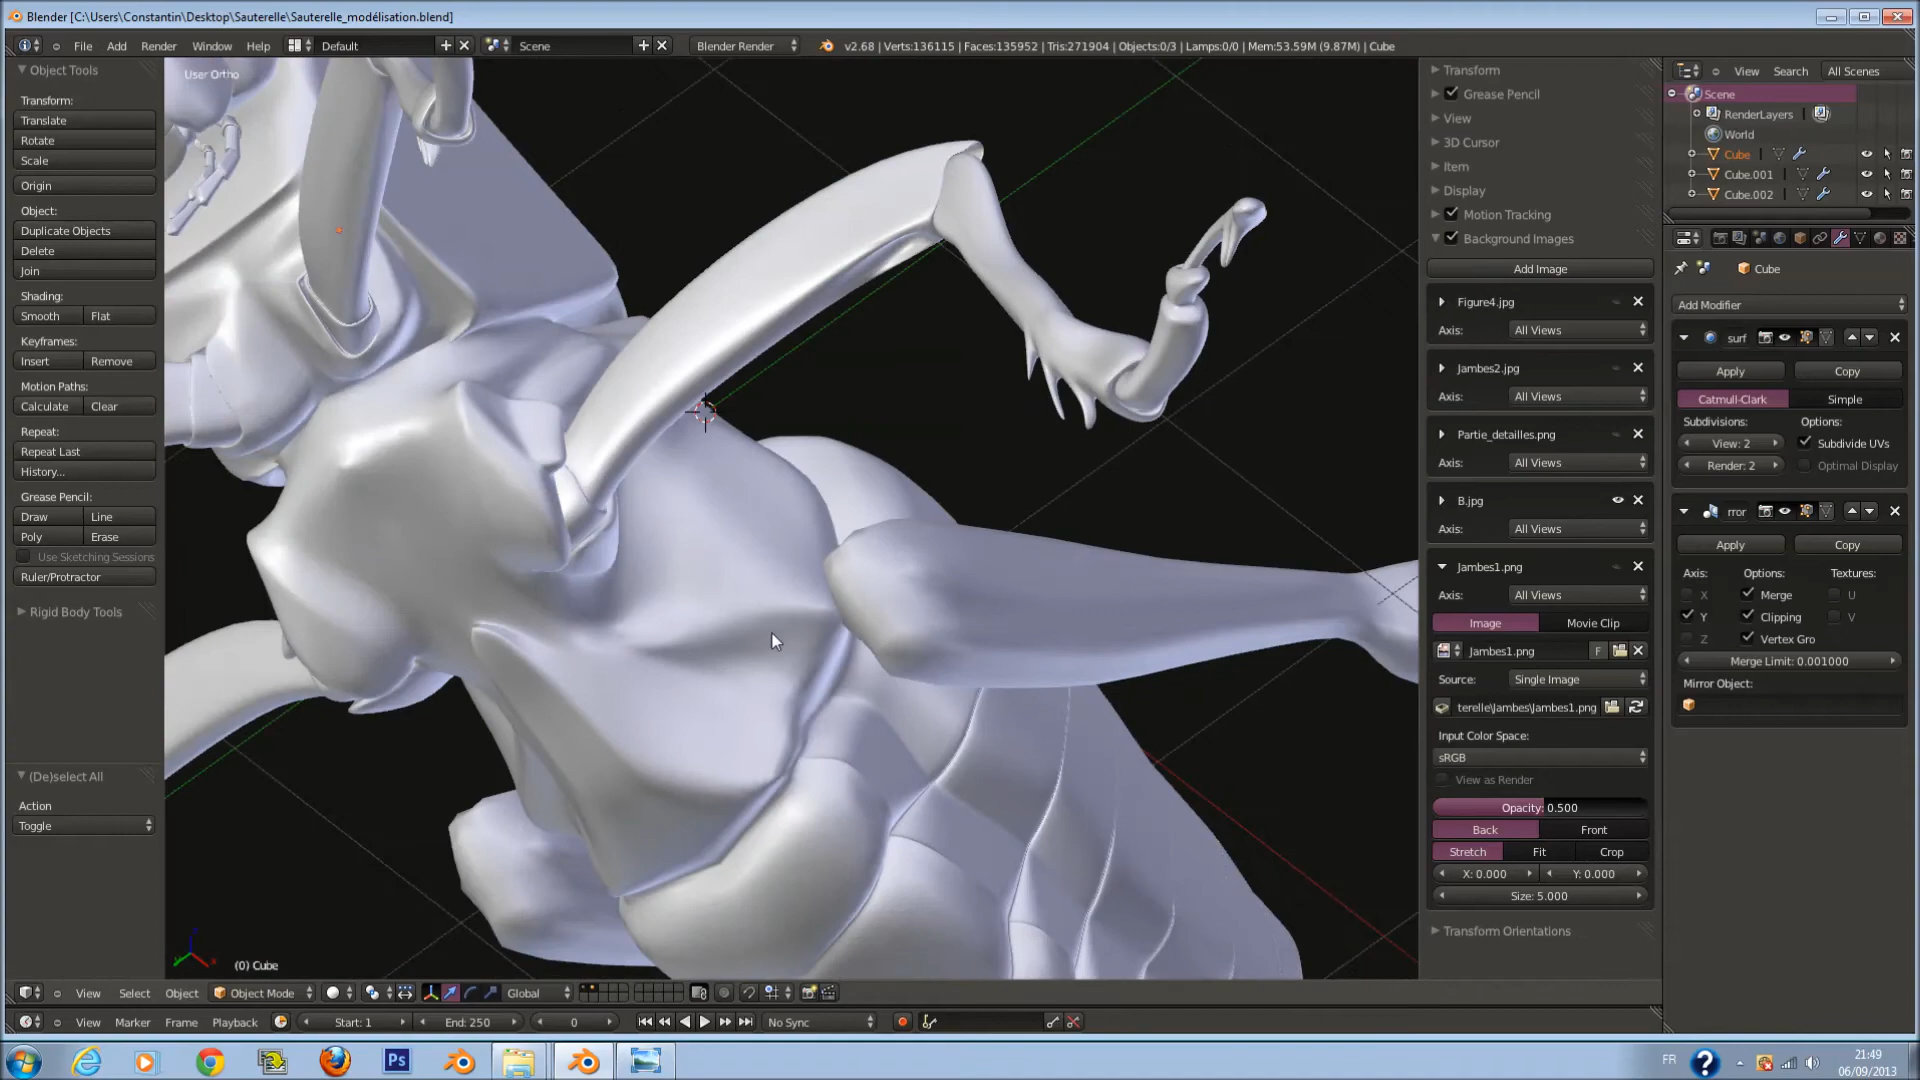 Blender [C:\Users\Constantin\Desktop\Sauterelle\Sauterelle_modélisation.blend]
File Add Render Window Help Default Scene Blender Render v2.68 | Verts:136115 | Faces:135952 | Tris:271904 | Objects:0/3 | Lamps:0/0 | Mem:53.59M (9.87M) | Cube
Object Tools
Transform:
Translate
Rotate
Scale
Origin
Object:
Duplicate Objects
Delete
Join
Shading:
Smooth Flat
Keyframes:
Insert Remove
Motion Paths:
Calculate Clear
Repeat:
Repeat Last
History...
Grease Pencil:
Draw Line
Poly Erase
Use Sketching Sessions
Ruler/Protractor
Rigid Body Tools
(De)select All
Action
Toggle
User Ortho
(0) Cube
Transform
Grease Pencil
View
3D Cursor
Item
Display
Motion Tracking
Background Images
Add Image
Figure4.jpg
Axis: All Views
Jambes2.jpg
Axis: All Views
Partie_detailles.png
Axis: All Views
B.jpg
Axis: All Views
Jambes1.png
Axis: All Views
Image Movie Clip
Jambes1.png F
Source: Single Image
terelle\Jambes\Jambes1.png
Input Color Space:
sRGB
View as Render
Opacity: 0.500
Back Front
Stretch Fit Crop
X: 0.000 Y: 0.000
Size: 5.000
Transform Orientations
View Search All Scenes
Scene
RenderLayers
World
Cube
Cube.001
Cube.002
Cube
Add Modifier
surf
Apply Copy
Catmull-Clark Simple
Subdivisions: Options:
View: 2 Subdivide UVs
Render: 2 Optimal Display
rror
Apply Copy
Axis: Options: Textures:
X Merge U
Y Clipping V
Z Vertex Gro
Merge Limit: 0.001000
Mirror Object:
View Select Object Object Mode Global
View Marker Frame Playback Start: 1 End: 250 0 No Sync
Ps
FR
21:49
06/09/2013